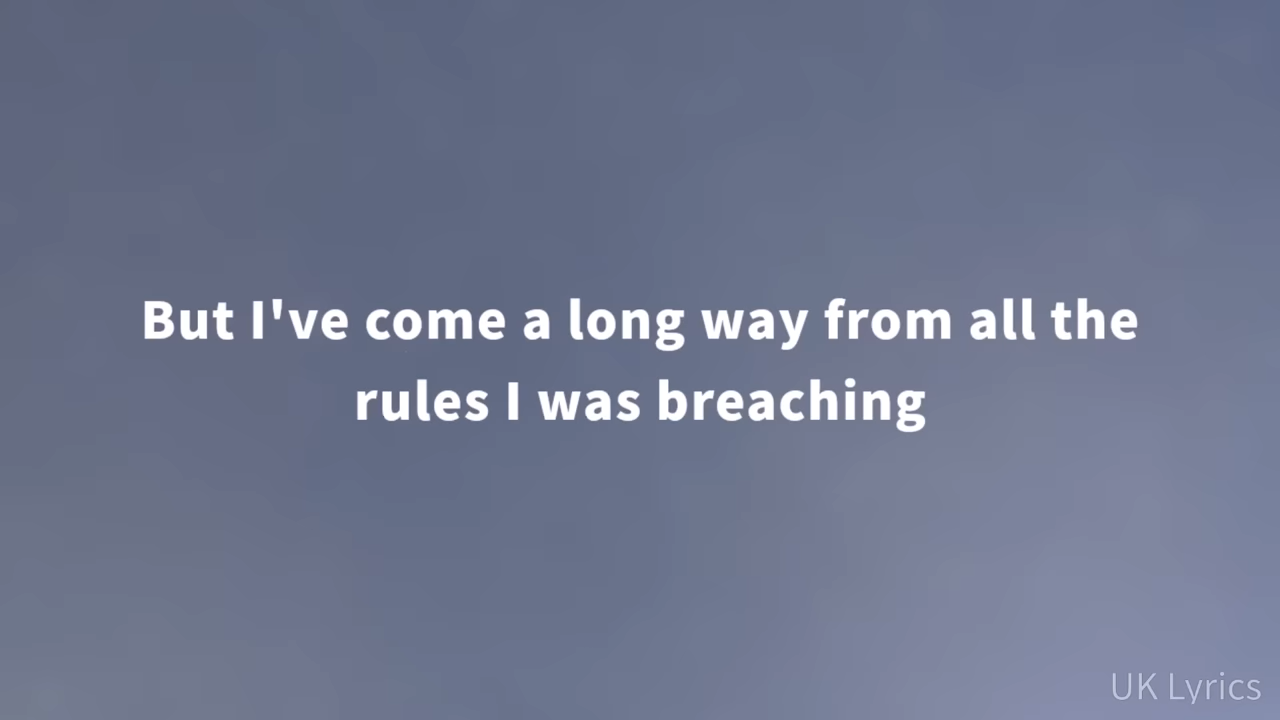 But I've come a long way from all the
rules I was breaching
UK Lyrics